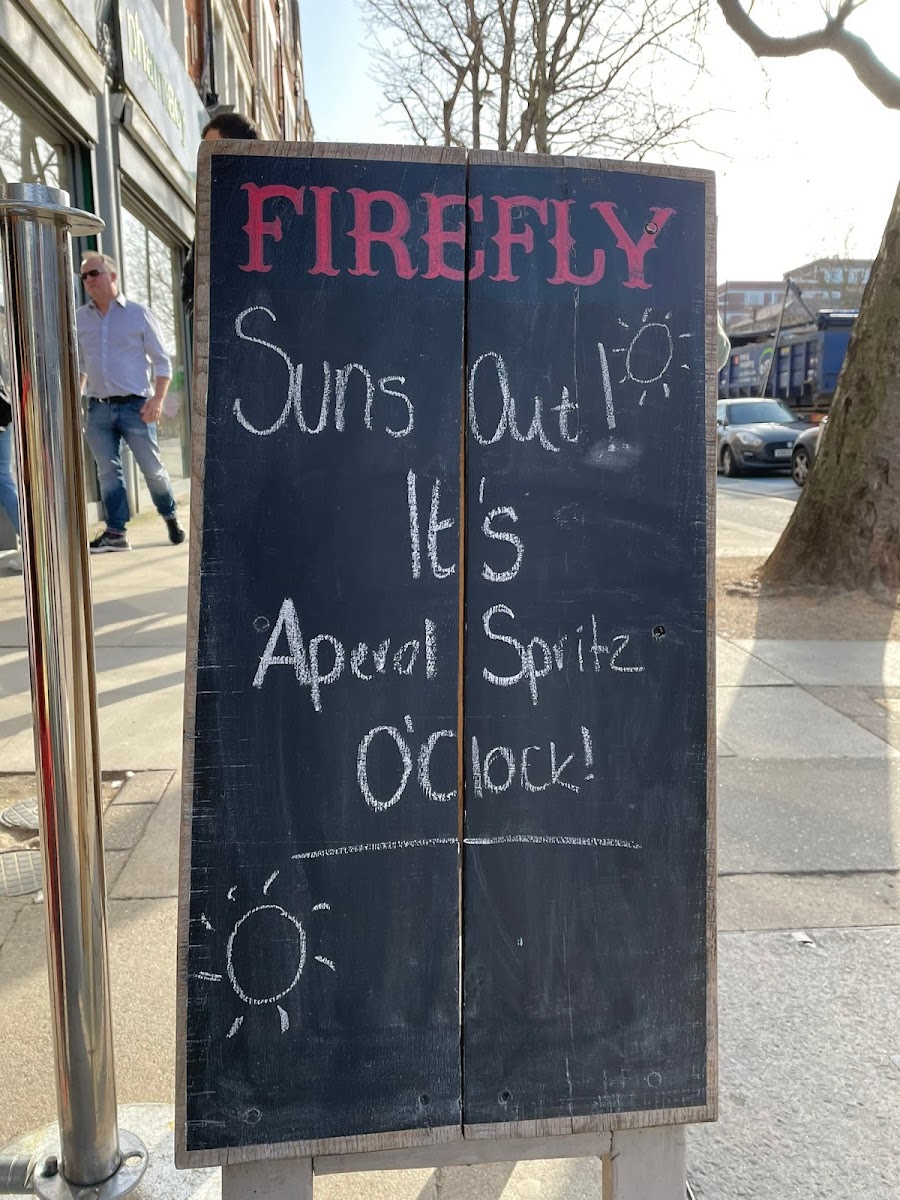 FIREFLY
Suns Out!
It's
Aperol Spritz
O'Clock!